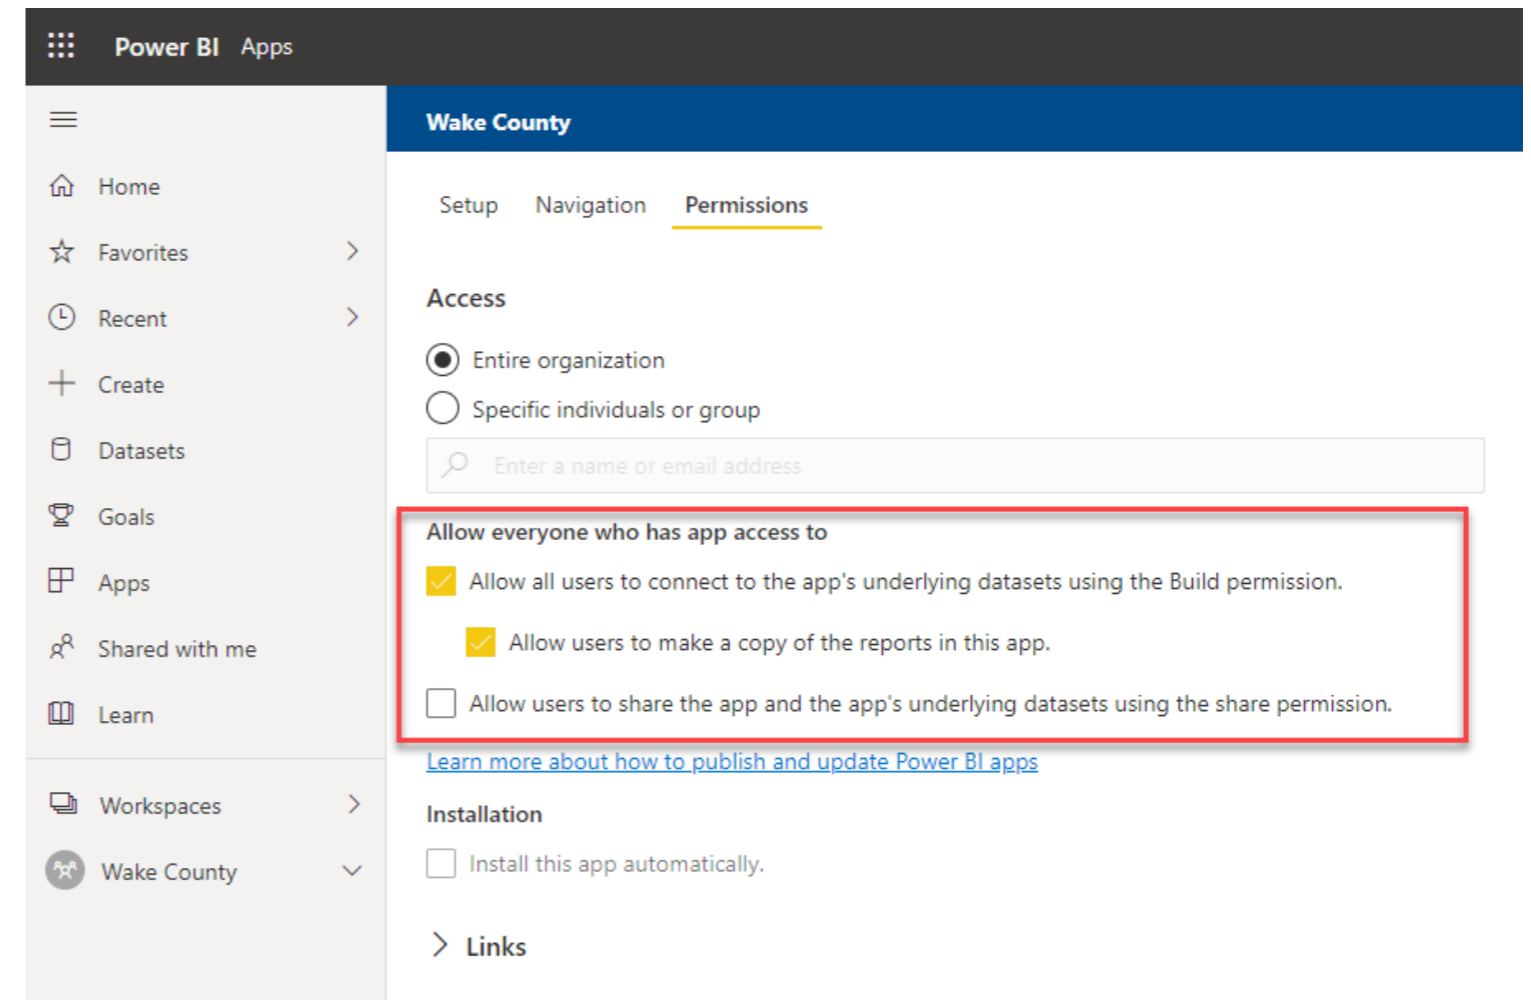 Power BI Apps
Wake County
Home
Favorites
Recent
Create
Datasets
Goals
Apps
Shared with me
Learn
Workspaces
Wake County
Setup Navigation Permissions
Access
Entire organization
Specific individuals or group
Enter a name or email address
Allow everyone who has app access to
Allow all users to connect to the app's underlying datasets using the Build permission.
Allow users to make a copy of the reports in this app.
Allow users to share the app and the app's underlying datasets using the share permission.
Learn more about how to publish and update Power BI apps
Installation
Install this app automatically.
Links